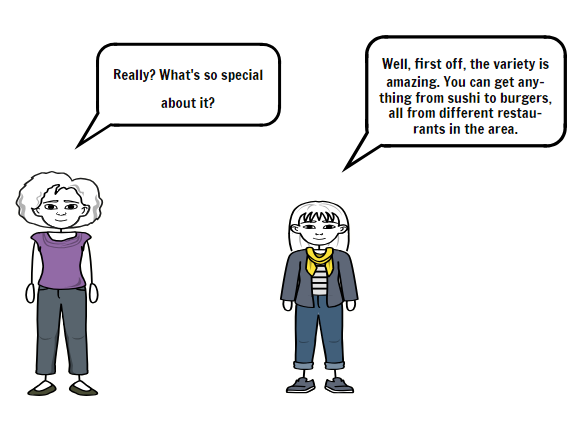 Really? What's so special
about it?
Well, first off, the variety is
amazing. You can get any-
thing from sushi to burgers,
all from different restau-
rants in the area.